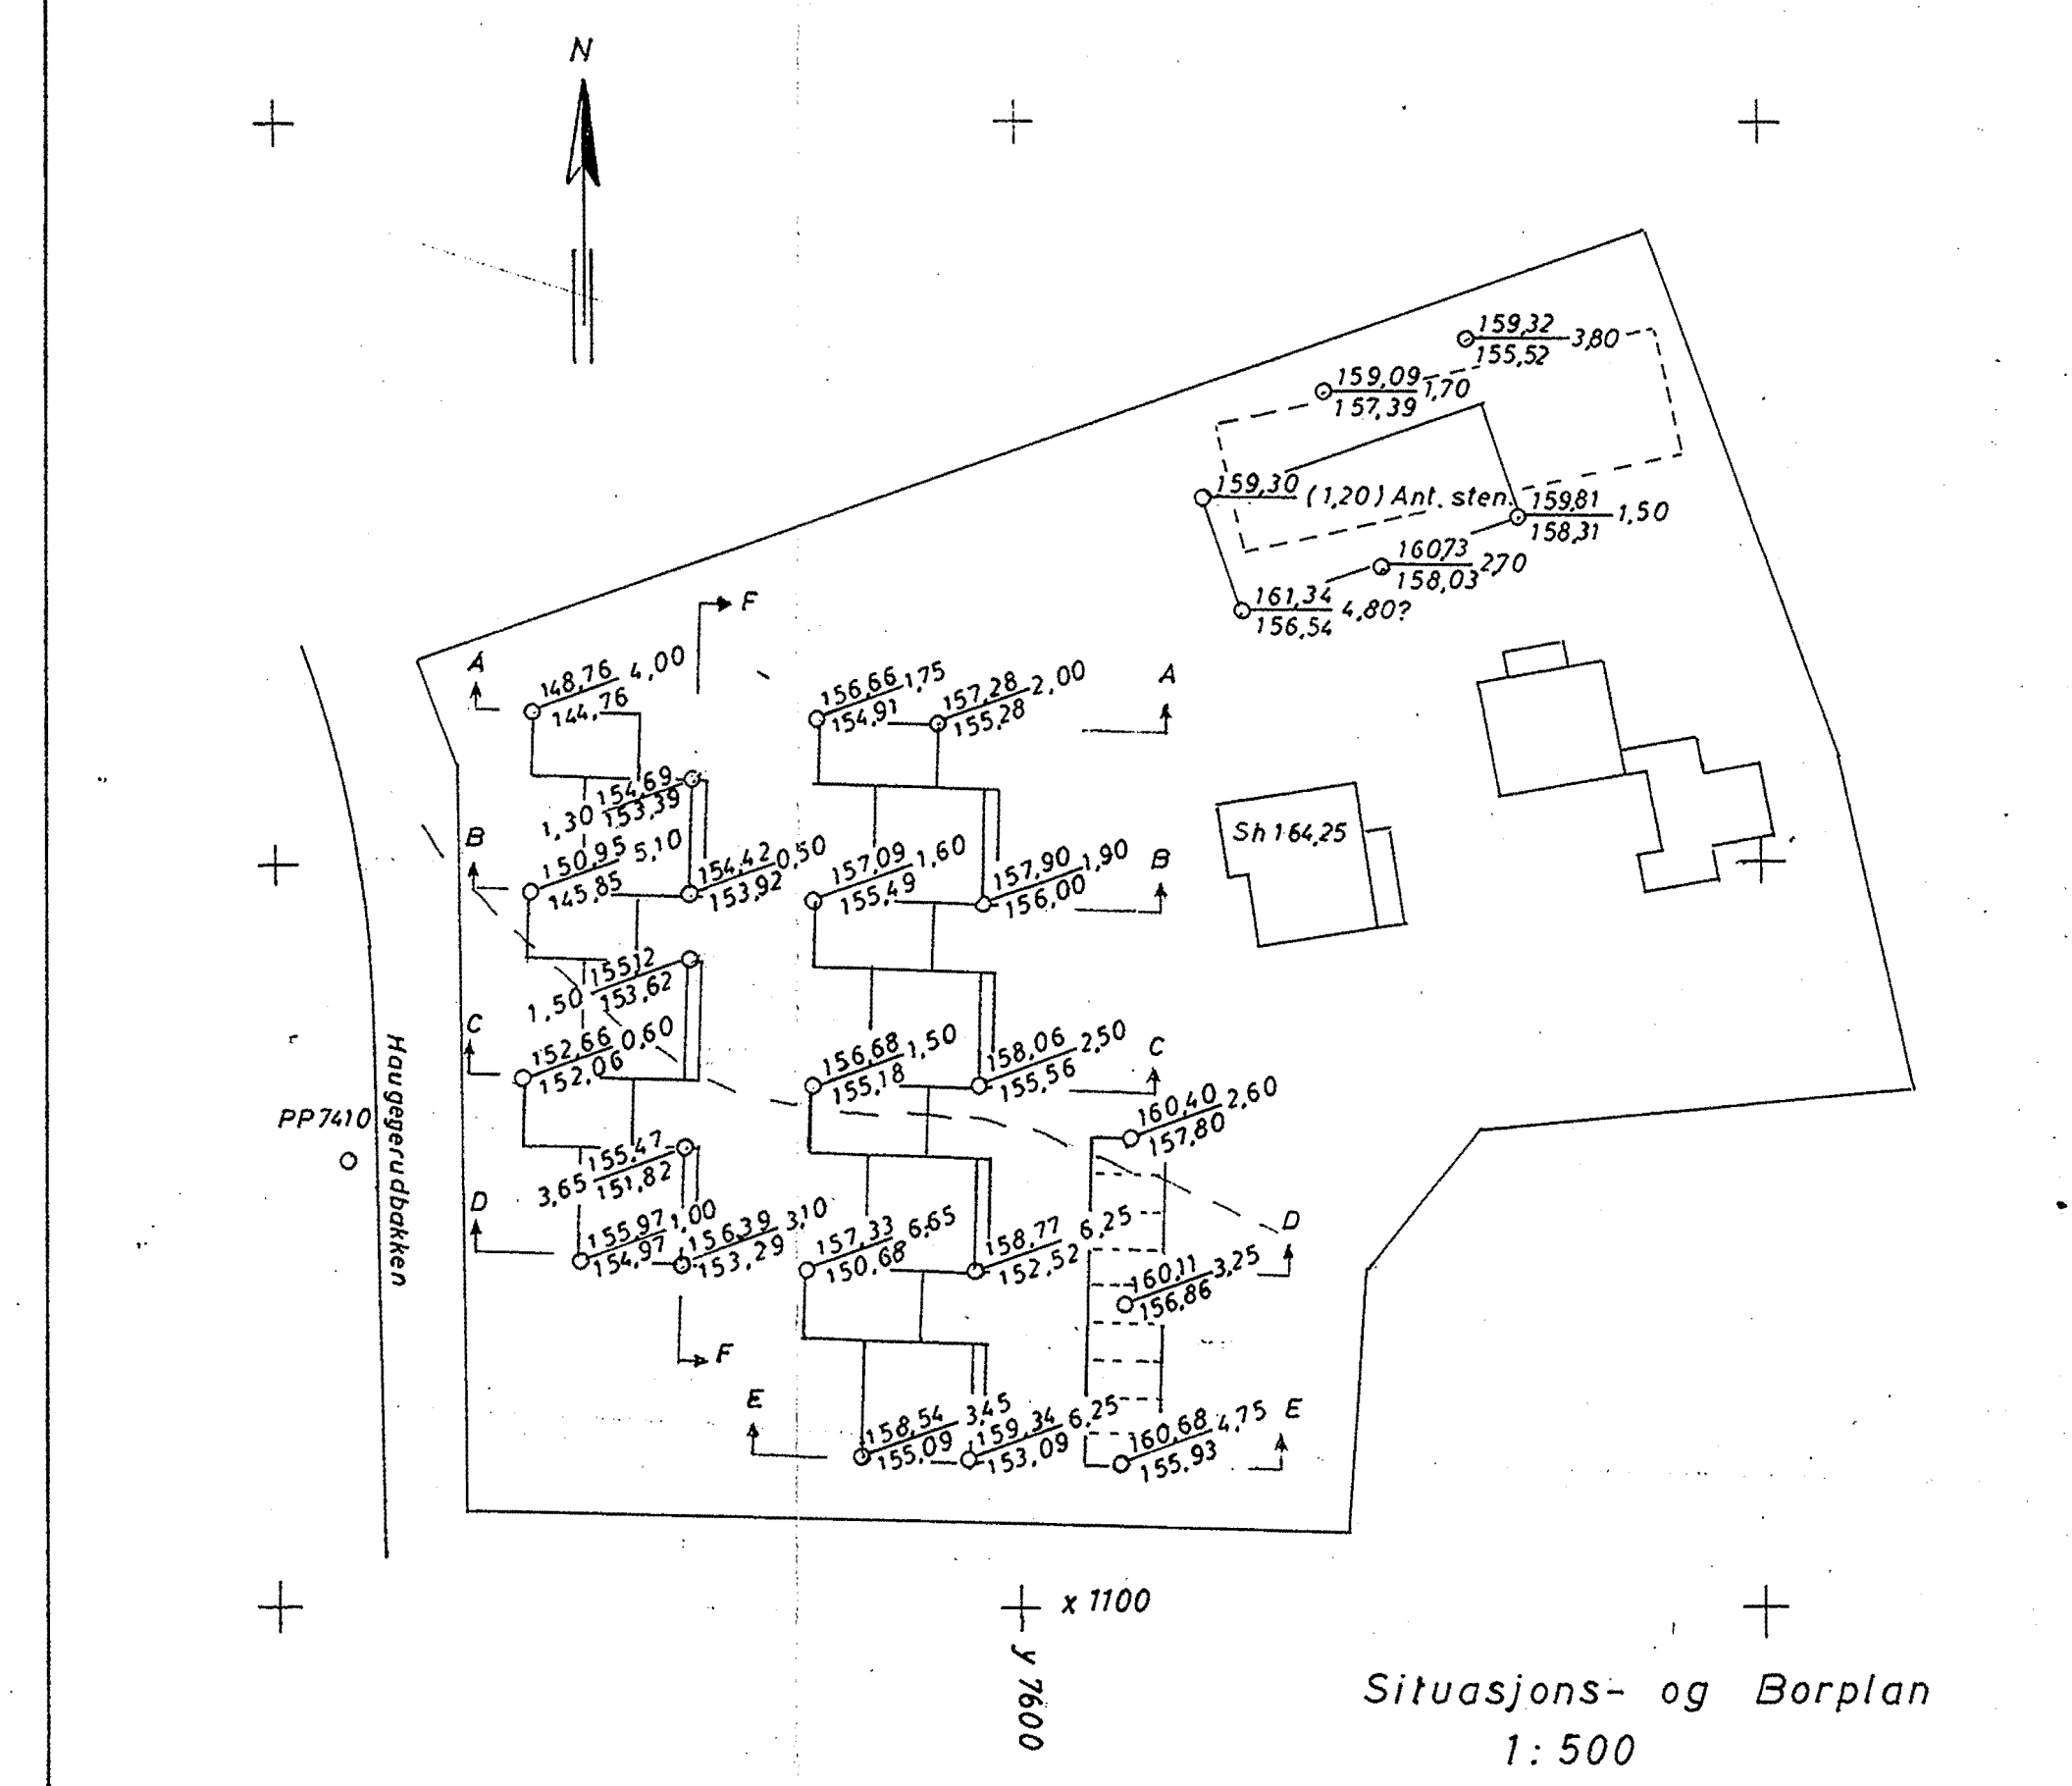 N
159,32 3,80
155,52
159,09 1,70
157,39
159,30 (1,20) Ant. sten.
159,81 1,50
158,31
160,73 2,70
158,03
161,34 4,80?
156,54
F
A
148,76 4,00
144,76
156,66 1,75
154,91
157,28 2,00
155,28
A
154,69
1,30 153,39
B
150,95 5,10
145,85
154,42 0,50
153,92
157,09 1,60
155,49
157,90 1,90
156,00
B
Sh 164,25
155,12
1,50 153,62
C
152,66 0,60
152,06
156,68 1,50
155,18
158,06 2,50
155,56
C
160,40 2,60
157,80
PP 7410
Haugegerudbakken
155,47
3,65 151,82
D
155,97 1,00
154,97
156,39 3,10
153,29
157,33 6,65
150,68
158,77 6,25
152,52
D
160,11 3,25
156,86
F
E
158,54 3,45
155,09
159,34 6,25
153,09
160,68 4,75
155,93
E
x 1100
y 7600
Situasjons- og Borplan
1:500